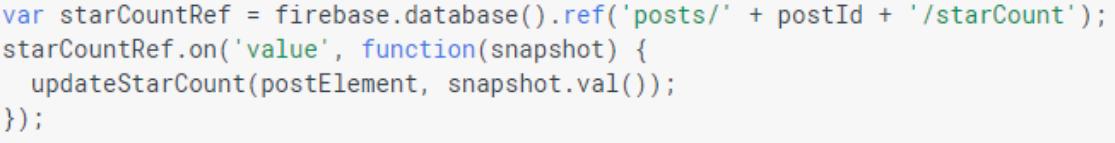 var starCountRef = firebase.database().ref('posts/' + postId + '/starCount');
starCountRef.on('value', function(snapshot) {
  updateStarCount(postElement, snapshot.val());
});